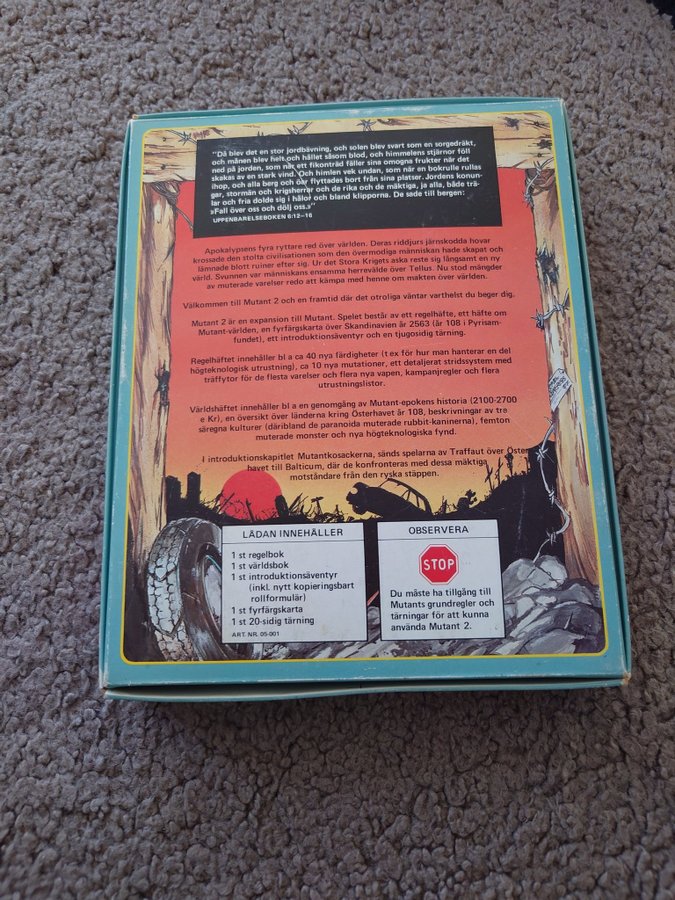 "Då blev det en stor jordbävning, och solen blev svart som en sorgedräkt,
och månen blev helt och hållet såsom blod, och himmelens stjärnor föll
ned på jorden, som när ett fikonträd fäller sina omogna frukter när det
skakas av en stark vind. Och himlen vek undan, som när en bokrulle rullas
ihop, och alla berg och öar flyttades bort från sina platser. Jordens konun-
gar, stormän och krigsherrar och de rika och de mäktiga, ja alla, både trä-
lar och fria dolde sig i hålor och bland klipporna. De sade till bergen:
»Fall över oss och dölj oss.»"
UPPENBARELSEBOKEN 6:12–16
Apokalypsens fyra ryttare red över världen. Deras riddjurs järnskodda hovar
krossade den stolta civilisationen som den övermodiga människan hade skapat och
lämnade blott ruiner efter sig. Ur det Stora Krigets aska reste sig långsamt en ny
värld. Svunnen var människans ensamma herrevälde över Tellus. Nu stod mängder
av muterade varelser redo att kämpa med henne om makten över världen.
Välkommen till Mutant 2 och en framtid där det otroliga väntar varthelst du beger dig.
Mutant 2 är en expansion till Mutant. Spelet består av ett regelhäfte, ett häfte om
Mutant-världen, en fyrfärgskarta över Skandinavien år 2563 (år 108 i Pyrisam-
fundet), ett introduktionsäventyr och en tjugosidig tärning.
Regelhäftet innehåller bl a ca 40 nya färdigheter (t ex för hur man hanterar en del
högteknologisk utrustning), ca 10 nya mutationer, ett detaljerat stridssystem med
träffytor för de flesta varelser och flera nya vapen, kampanjregler och flera
utrustningslistor.
Världshäftet innehåller bl a en genomgång av Mutant-epokens historia (2100-2700
e Kr), en översikt över länderna kring Österhavet år 108, beskrivningar av tre
säregna kulturer (däribland de paranoida muterade rubbit-kaninerna), femton
muterade monster och nya högteknologiska fynd.
I introduktionskapitlet Mutantkosackerna, sänds spelarna av Traffaut över Öster-
havet till Balticum, där de konfronteras med dessa mäktiga
motståndare från den ryska stäppen.
LÅDAN INNEHÅLLER
1 st regelbok
1 st världsbok
1 st introduktionsäventyr
(inkl. nytt kopieringsbart
rollformulär)
1 st fyrfärgskarta
1 st 20-sidig tärning
ART. NR. 05-001
OBSERVERA
STOP
Du måste ha tillgång till
Mutants grundregler och
tärningar för att kunna
använda Mutant 2.